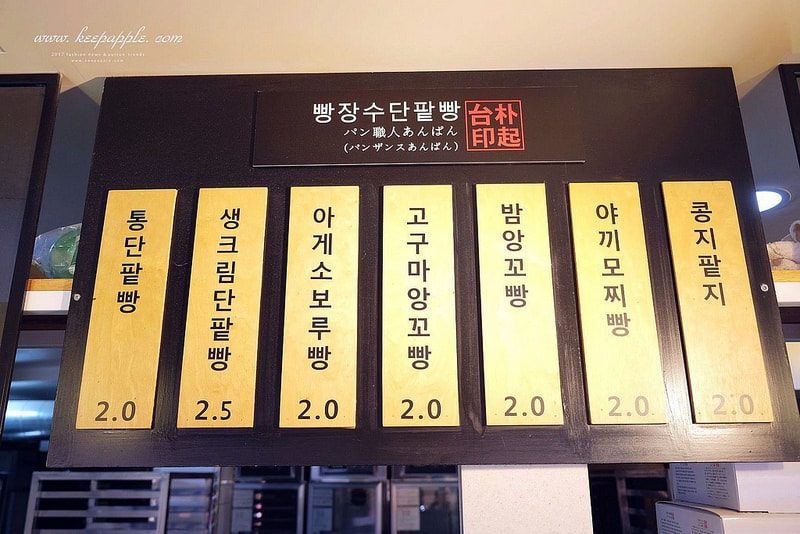 www. keepapple. com
빵장수단팥빵
パン職人あんぱん
(パンザンスあんぱん)
朴起台印
통단팥빵
2.0
생크림단팥빵
2.5
아게소보루빵
2.0
고구마앙꼬빵
2.0
밤앙꼬빵
2.0
야끼모찌빵
2.0
콩지팥지
2.0